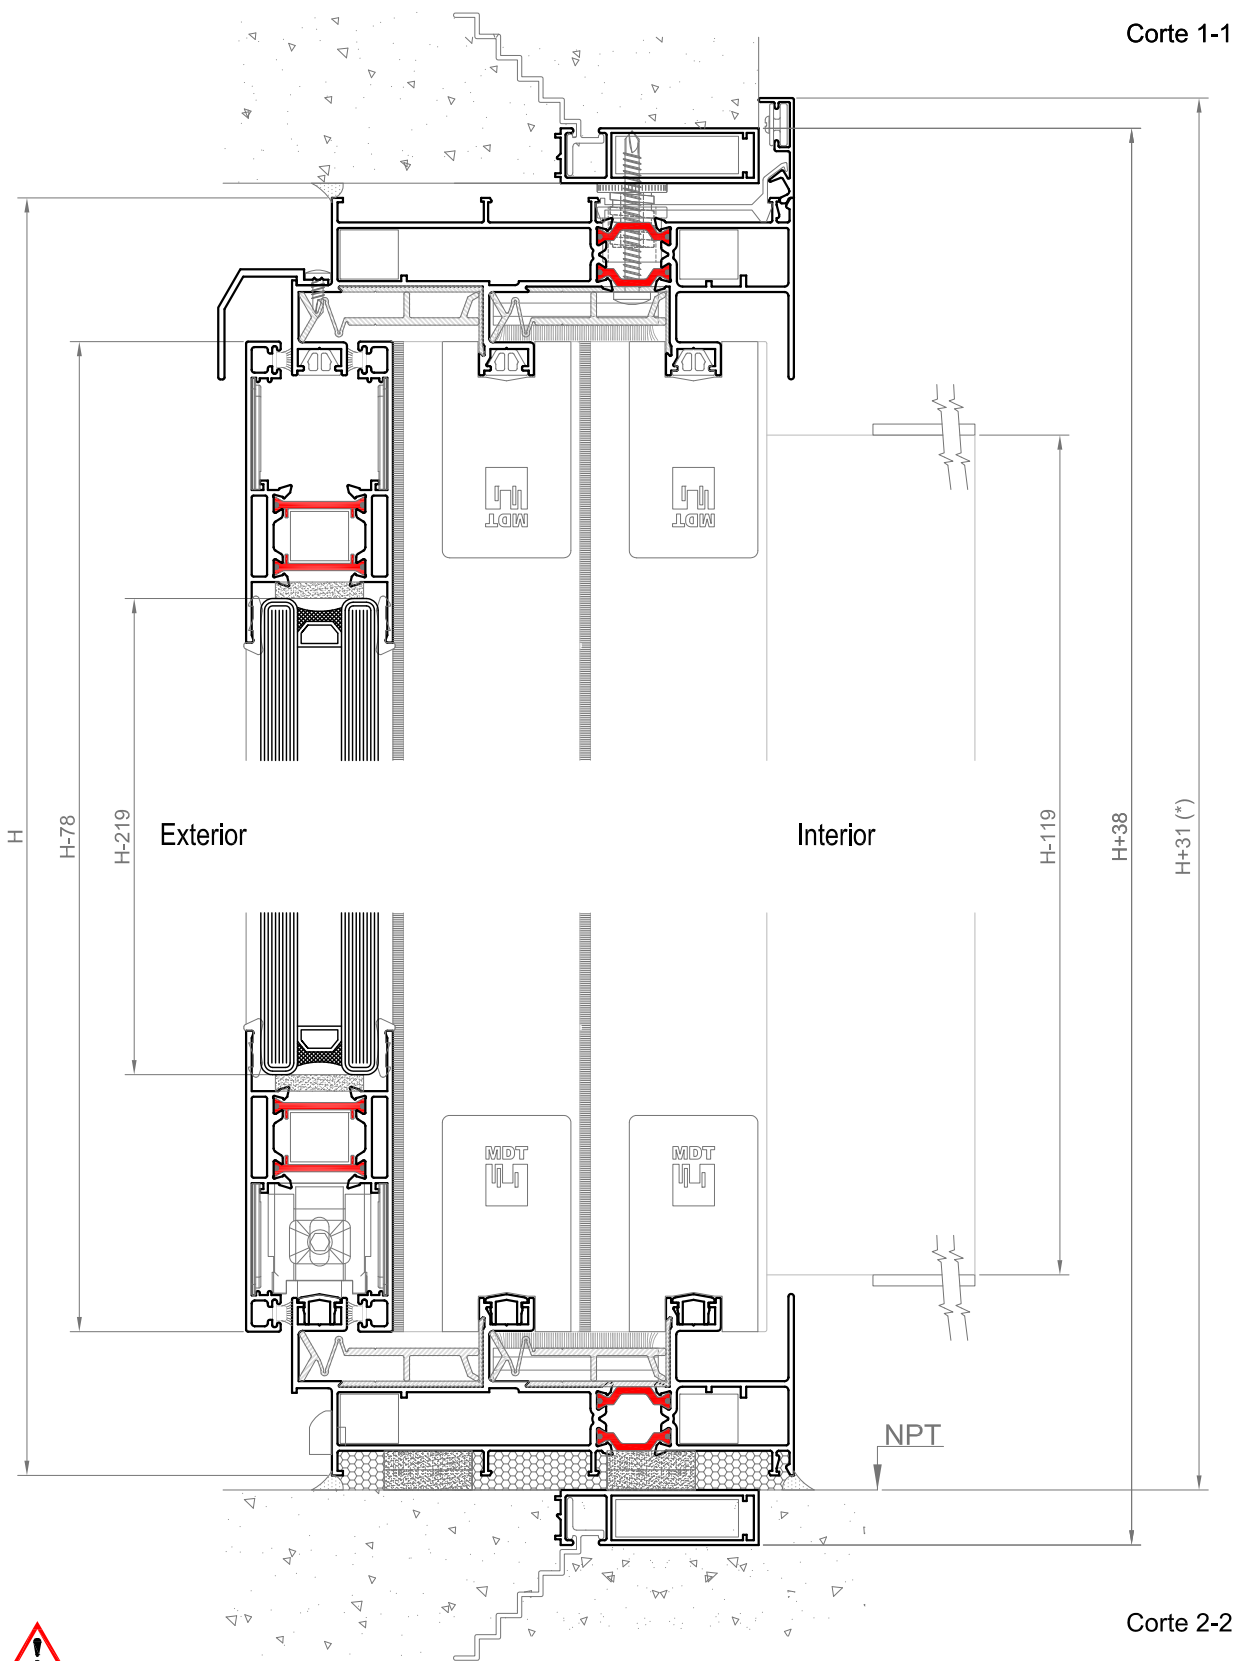 Corte 1-1
MDT
MDT
H
H-78
H-219
Exterior
Interior
H-119
H+38
H+31 (*)
MDT
MDT
NPT
Corte 2-2
!